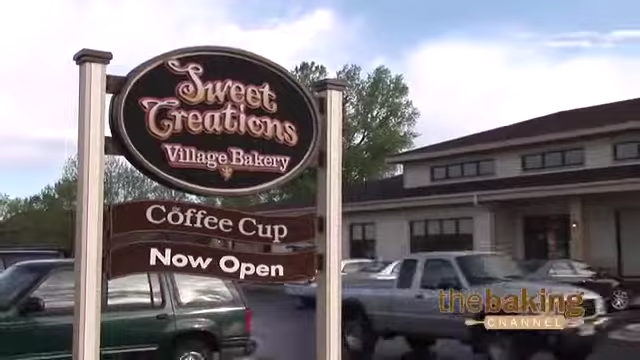 Sweet
Creations
Village Bakery
Coffee Cup
Now Open
thebaking
CHANNEL